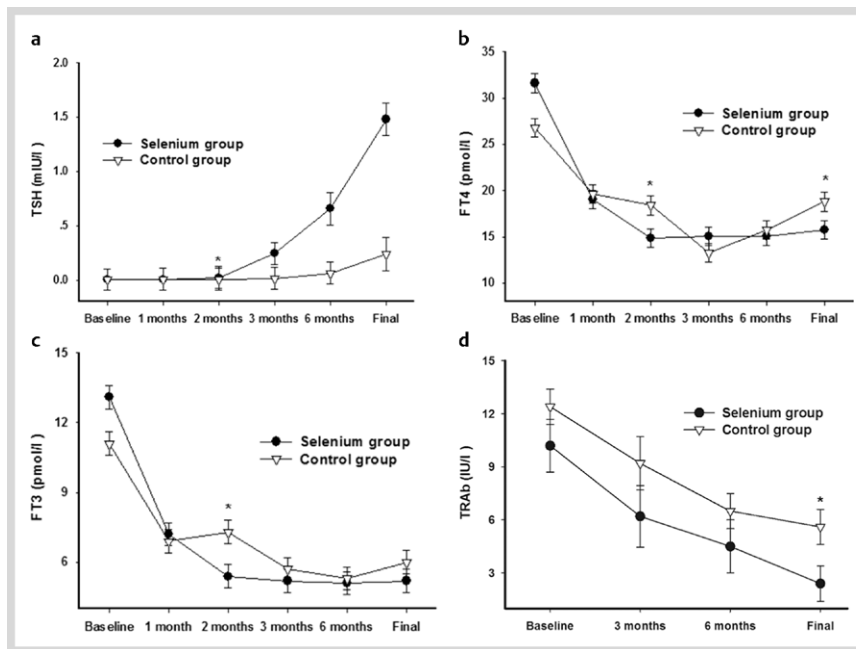 a
TSH (mIU/l)
2.0
1.5
1.0
.5
0.0
Selenium group
Control group
*
Baseline 1 months 2 months 3 months 6 months Final
b
FT4 (pmol/l)
35
30
25
20
15
10
Selenium group
Control group
*
*
Baseline 1 month 2 months 3 months 6 months Final
c
FT3 (pmol/l)
15
12
9
6
Selenium group
Control group
*
Baseline 1 month 2 months 3 months 6 months Final
d
TRAb (IU/l)
15
12
9
6
3
Selenium group
Control group
*
Baseline 3 months 6 months Final